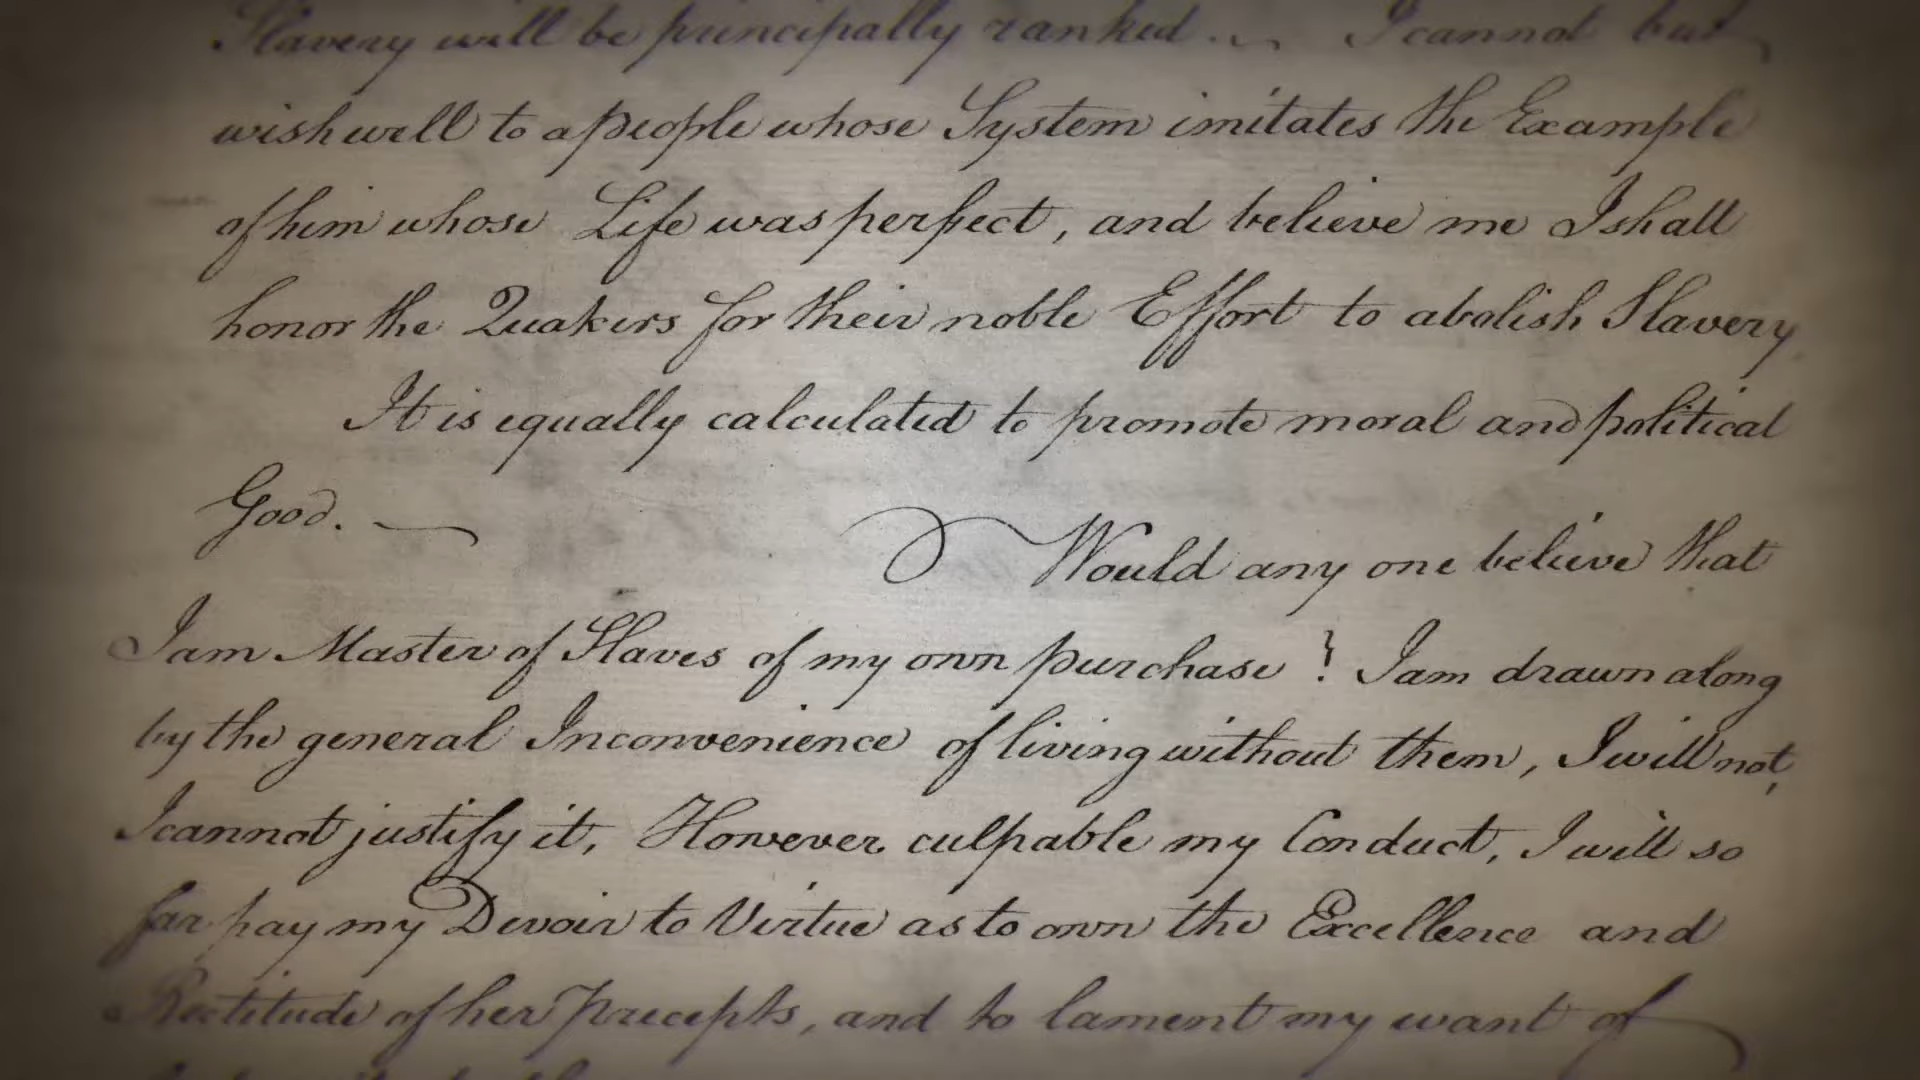 Slavery will be principally ranked. ~ I cannot but
wish well to a people whose System imitates the Example
of him whose Life was perfect, and believe me I shall
honor the Quakers for their noble Effort to abolish Slavery
It is equally calculated to promote moral and political
Good. —
Would any one believe that
I am Master of Slaves of my own purchase! I am drawn along
by the general Inconvenience of living without them, I will not,
I cannot justify it, However culpable my Conduct, I will so
far pay my Devoir to Virtue as to own the Excellence and
Rectitude of her Precepts, and to lament my want of